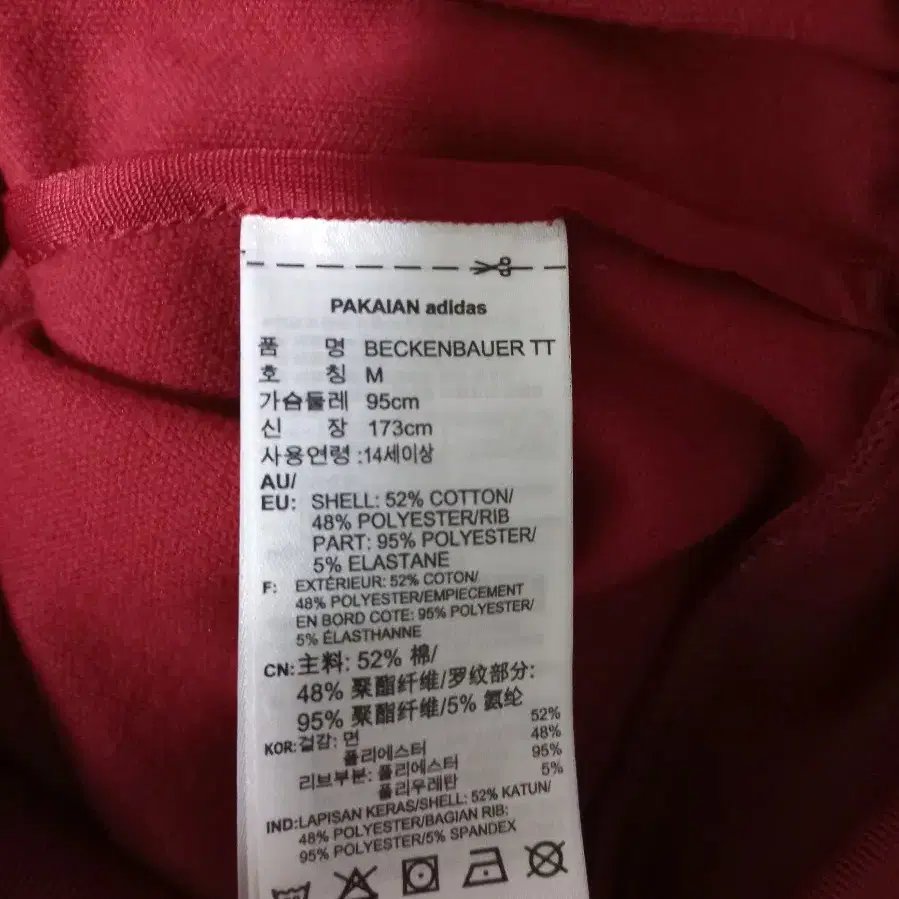 PAKAIAN adidas
품 명 BECKENBAUER TT
호 칭 M
가슴둘레 95cm
신 장 173cm
사용연령 :14세이상
AU/
EU: SHELL: 52% COTTON/
48% POLYESTER/RIB
PART: 95% POLYESTER/
5% ELASTANE
F: EXTÉRIEUR: 52% COTON/
48% POLYESTER/EMPIECEMENT
EN BORD COTE: 95% POLYESTER/
5% ÉLASTHANNE
CN: 主料: 52% 棉/
48% 聚酯纤维/罗纹部分:
95% 聚酯纤维/5% 氨纶
KOR: 겉감: 면 52%
폴리에스터 48%
리브부분: 폴리에스터 95%
폴리우레탄 5%
IND: LAPISAN KERAS/SHELL: 52% KATUN/
48% POLYESTER/BAGIAN RIB:
95% POLYESTER/5% SPANDEX